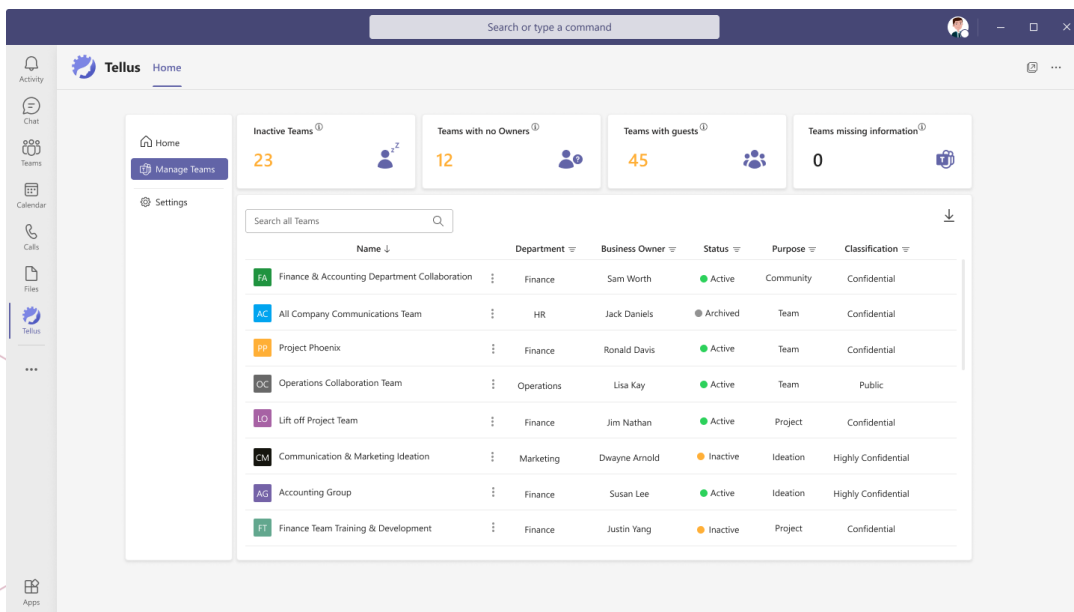 Search or type a command
Activity
Chat
Teams
Calendar
Calls
Files
Tellus
Apps
Tellus Home
Home
Manage Teams
Settings
Inactive Teams
23
Teams with no Owners
12
Teams with guests
45
Teams missing information
0
Search all Teams
Name ↓ Department Business Owner Status Purpose Classification
FA Finance & Accounting Department Collaboration Finance Sam Worth Active Community Confidential
AC All Company Communications Team HR Jack Daniels Archived Team Confidential
PP Project Phoenix Finance Ronald Davis Active Team Confidential
OC Operations Collaboration Team Operations Lisa Kay Active Team Public
LO Lift off Project Team Finance Jim Nathan Active Project Confidential
CM Communication & Marketing Ideation Marketing Dwayne Arnold Inactive Ideation Highly Confidential
AG Accounting Group Finance Susan Lee Active Ideation Highly Confidential
FT Finance Team Training & Development Finance Justin Yang Inactive Project Confidential